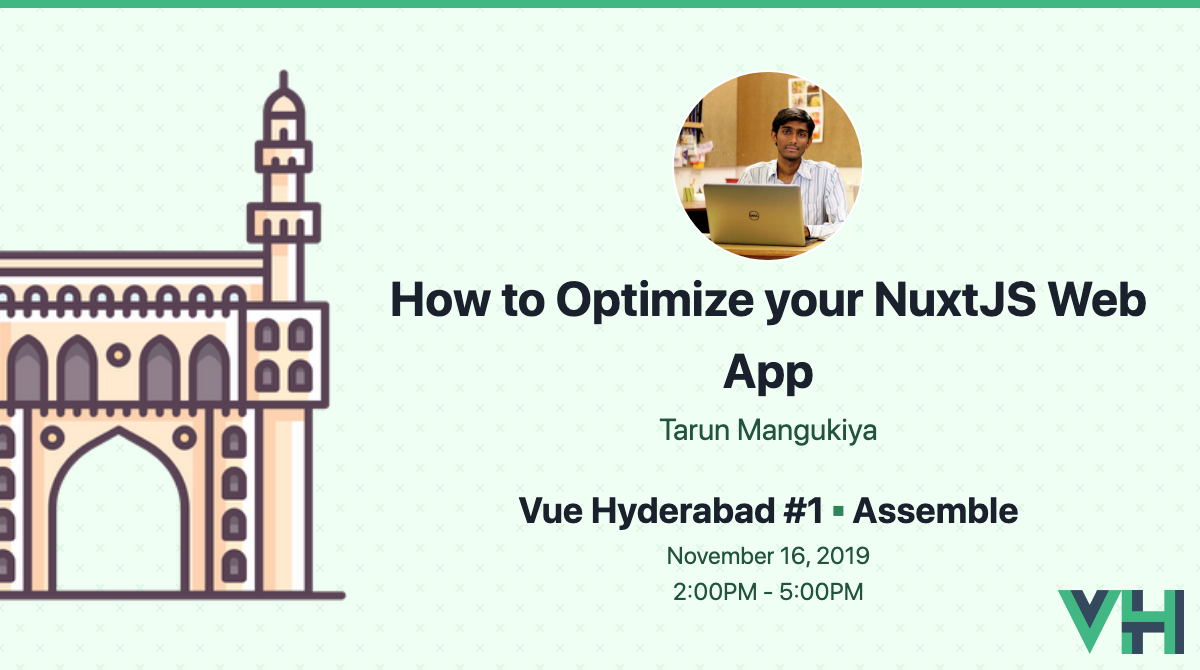 How to Optimize your NuxtJS Web
App
Tarun Mangukiya
Vue Hyderabad #1 ▪ Assemble
November 16, 2019
2:00PM - 5:00PM
VH
DELL